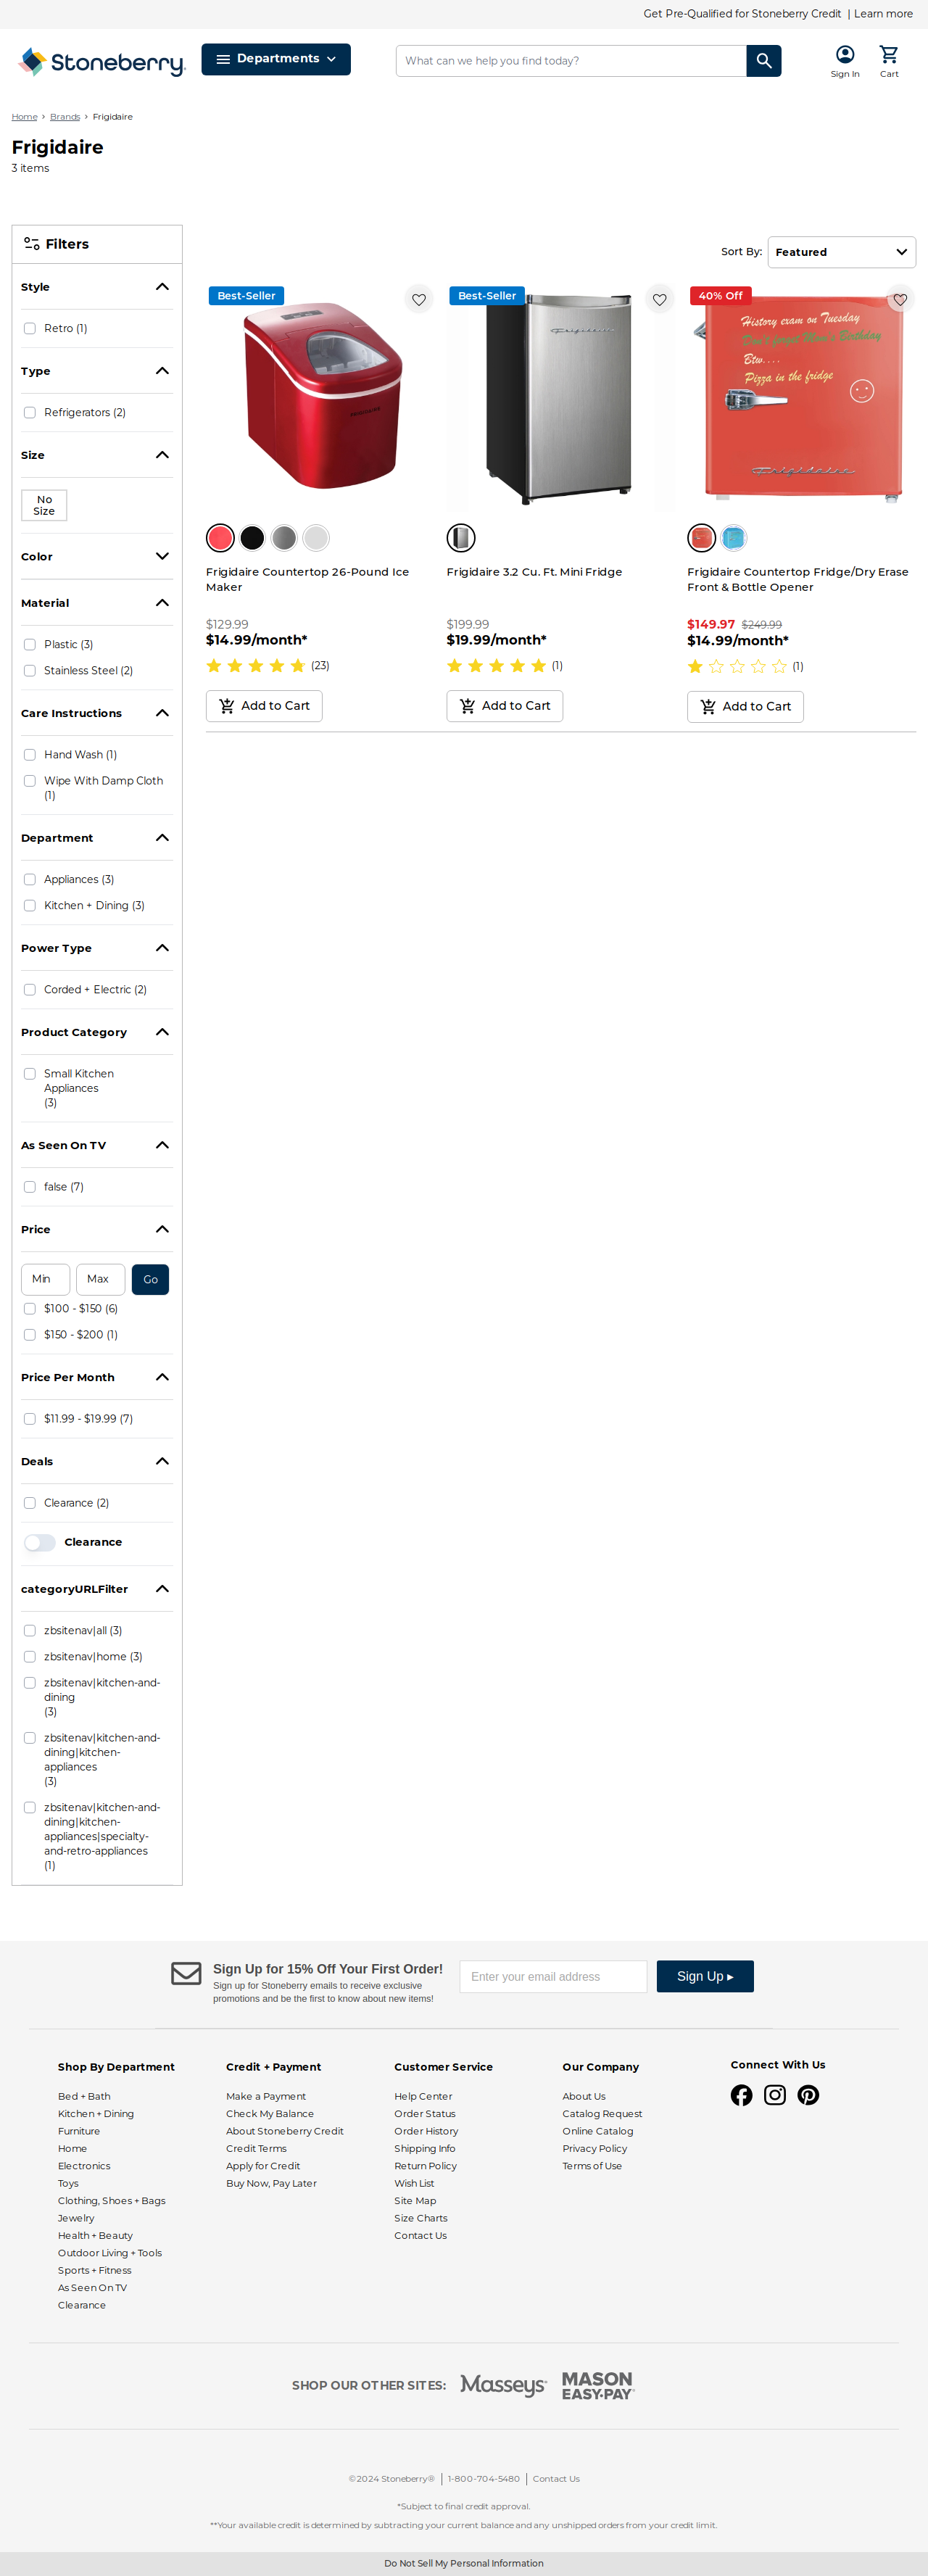 Get Pre-Qualified for Stoneberry Credit | Learn more
Stoneberry
Departments
What can we help you find today?
Sign In
Cart
Home > Brands > Frigidaire
Frigidaire
3 items
Filters
Sort By:
Featured
Style
Retro (1)
Type
Refrigerators (2)
Size
No
Size
Color
Material
Plastic (3)
Stainless Steel (2)
Care Instructions
Hand Wash (1)
Wipe With Damp Cloth
(1)
Department
Appliances (3)
Kitchen + Dining (3)
Power Type
Corded + Electric (2)
Product Category
Small Kitchen
Appliances
(3)
As Seen On TV
false (7)
Price
Min
Max
Go
$100 - $150 (6)
$150 - $200 (1)
Price Per Month
$11.99 - $19.99 (7)
Deals
Clearance (2)
Clearance
categoryURLFilter
zbsitenav|all (3)
zbsitenav|home (3)
zbsitenav|kitchen-and-
dining
(3)
zbsitenav|kitchen-and-
dining|kitchen-
appliances
(3)
zbsitenav|kitchen-and-
dining|kitchen-
appliances|specialty-
and-retro-appliances
(1)
Best-Seller
FRIGIDAIRE
Frigidaire Countertop 26-Pound Ice
Maker
$129.99
$14.99/month*
(23)
Add to Cart
Best-Seller
Frigidaire
Frigidaire 3.2 Cu. Ft. Mini Fridge
$199.99
$19.99/month*
(1)
Add to Cart
40% Off
History exam on Tuesday
Don't forget Mom's Birthday
Btw....
Pizza in the fridge
Frigidaire
Frigidaire Countertop Fridge/Dry Erase
Front & Bottle Opener
$149.97 $249.99
$14.99/month*
(1)
Add to Cart
Sign Up for 15% Off Your First Order!
Sign up for Stoneberry emails to receive exclusive
promotions and be the first to know about new items!
Enter your email address
Sign Up ▸
Shop By Department
Bed + Bath
Kitchen + Dining
Furniture
Home
Electronics
Toys
Clothing, Shoes + Bags
Jewelry
Health + Beauty
Outdoor Living + Tools
Sports + Fitness
As Seen On TV
Clearance
Credit + Payment
Make a Payment
Check My Balance
About Stoneberry Credit
Credit Terms
Apply for Credit
Buy Now, Pay Later
Customer Service
Help Center
Order Status
Order History
Shipping Info
Return Policy
Wish List
Site Map
Size Charts
Contact Us
Our Company
About Us
Catalog Request
Online Catalog
Privacy Policy
Terms of Use
Connect With Us
SHOP OUR OTHER SITES:
Masseys
MASON
EASY•PAY®
©2024 Stoneberry® | 1-800-704-5480 | Contact Us
*Subject to final credit approval.
**Your available credit is determined by subtracting your current balance and any unshipped orders from your credit limit.
Do Not Sell My Personal Information